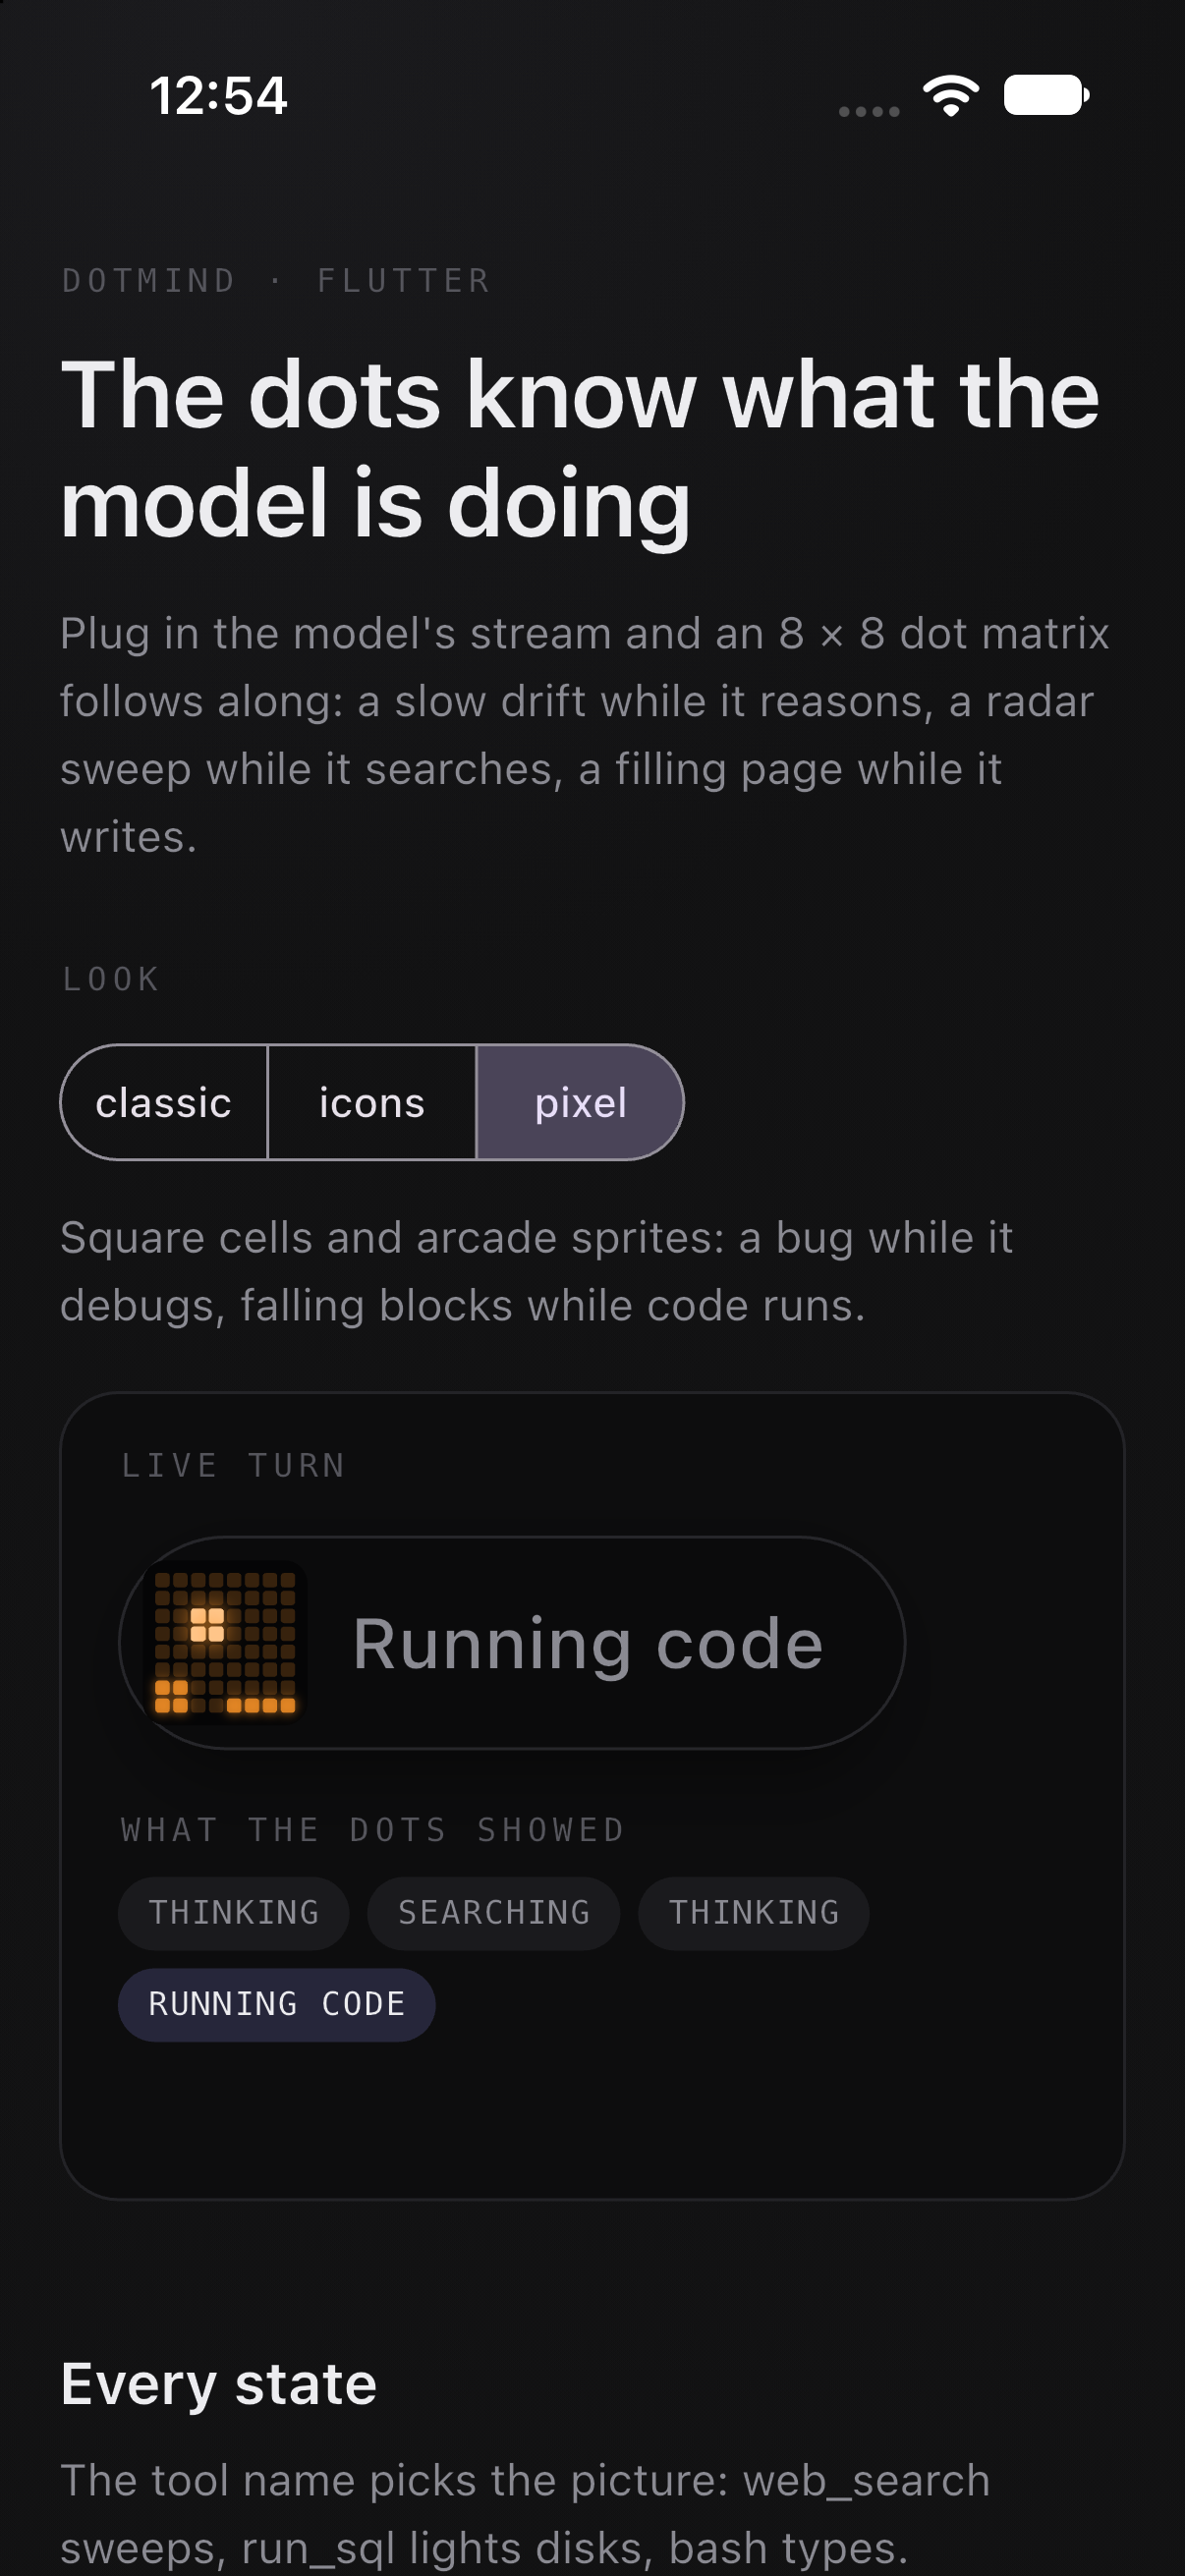 12:54
DOTMIND · FLUTTER
The dots know what the
model is doing
Plug in the model's stream and an 8 × 8 dot matrix
follows along: a slow drift while it reasons, a radar
sweep while it searches, a filling page while it
writes.
LOOK
classic icons pixel
Square cells and arcade sprites: a bug while it
debugs, falling blocks while code runs.
LIVE TURN
Running code
WHAT THE DOTS SHOWED
THINKING SEARCHING THINKING
RUNNING CODE
Every state
The tool name picks the picture: web_search
sweeps, run_sql lights disks, bash types.